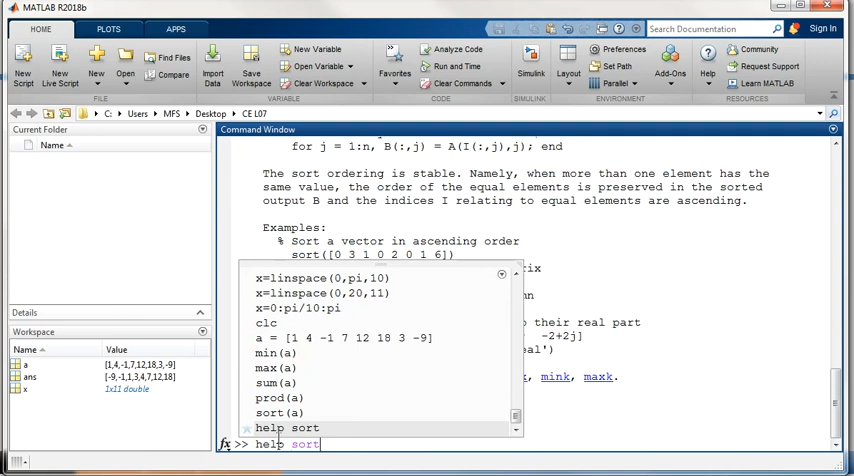 MATLAB R2018b
HOME PLOTS APPS Search Documentation Sign In
New Script New Live Script New Open Find Files Compare Import Data Save Workspace New Variable Open Variable Clear Workspace Favorites Analyze Code Run and Time Clear Commands Simulink Layout Preferences Set Path Parallel Add-Ons Help Community Request Support Learn MATLAB
FILE VARIABLE CODE SIMULINK ENVIRONMENT RESOURCES
C: Users MFS Desktop CE L07
Current Folder
Name
Details
Workspace
Name Value
a [1,4,-1,7,12,18,3,-9]
ans [-9,-1,1,3,4,7,12,18]
x 1x11 double
Command Window
for j = 1:n, B(:,j) = A(I(:,j),j); end
The sort ordering is stable. Namely, when more than one element has the
same value, the order of the equal elements is preserved in the sorted
output B and the indices I relating to equal elements are ascending.
Examples:
% Sort a vector in ascending order
sort([0 3 1 0 2 0 1 6])
their real part
-2+2j]
mink, maxk.
x=linspace(0,pi,10)
x=linspace(0,20,11)
x=0:pi/10:pi
clc
a = [1 4 -1 7 12 18 3 -9]
min(a)
max(a)
sum(a)
prod(a)
sort(a)
help sort
fx >> help sort